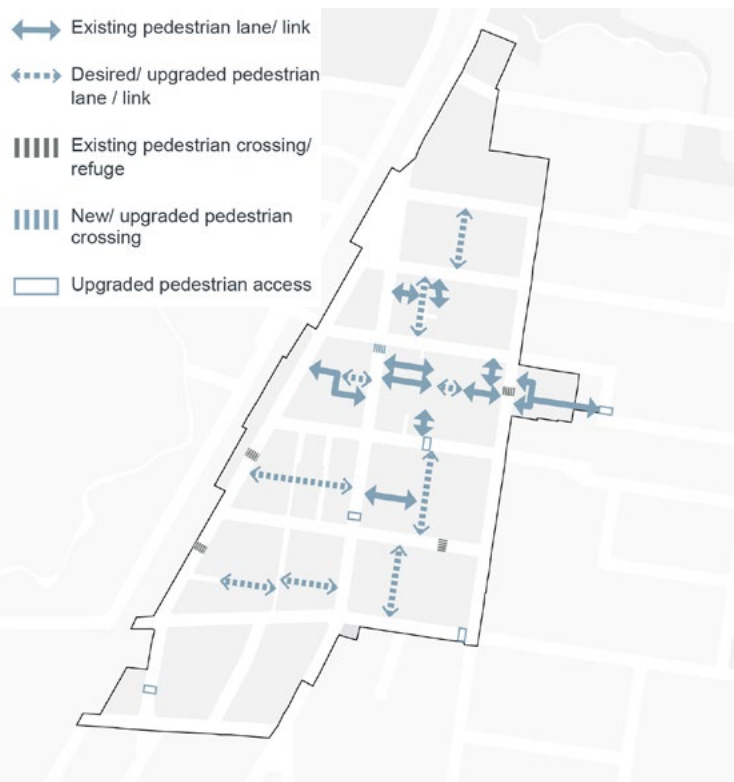 Existing pedestrian lane/ link
Desired/ upgraded pedestrian
lane / link
Existing pedestrian crossing/
refuge
New/ upgraded pedestrian
crossing
Upgraded pedestrian access